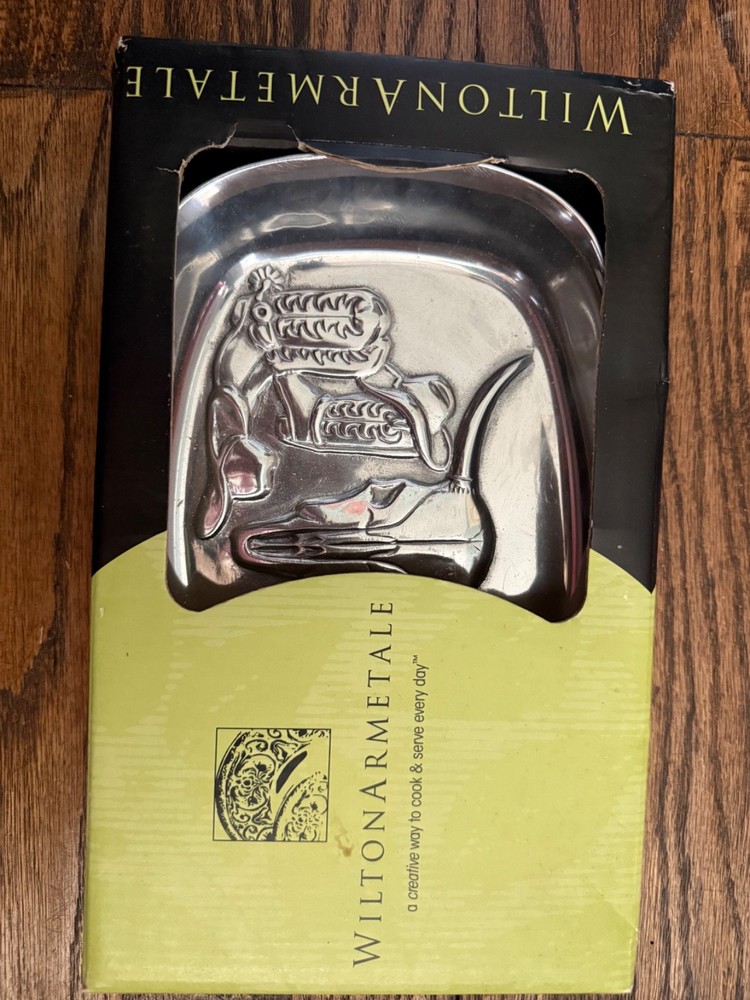 WILTONARMETALE
WILTONARMETALE
a creative way to cook & serve every day™